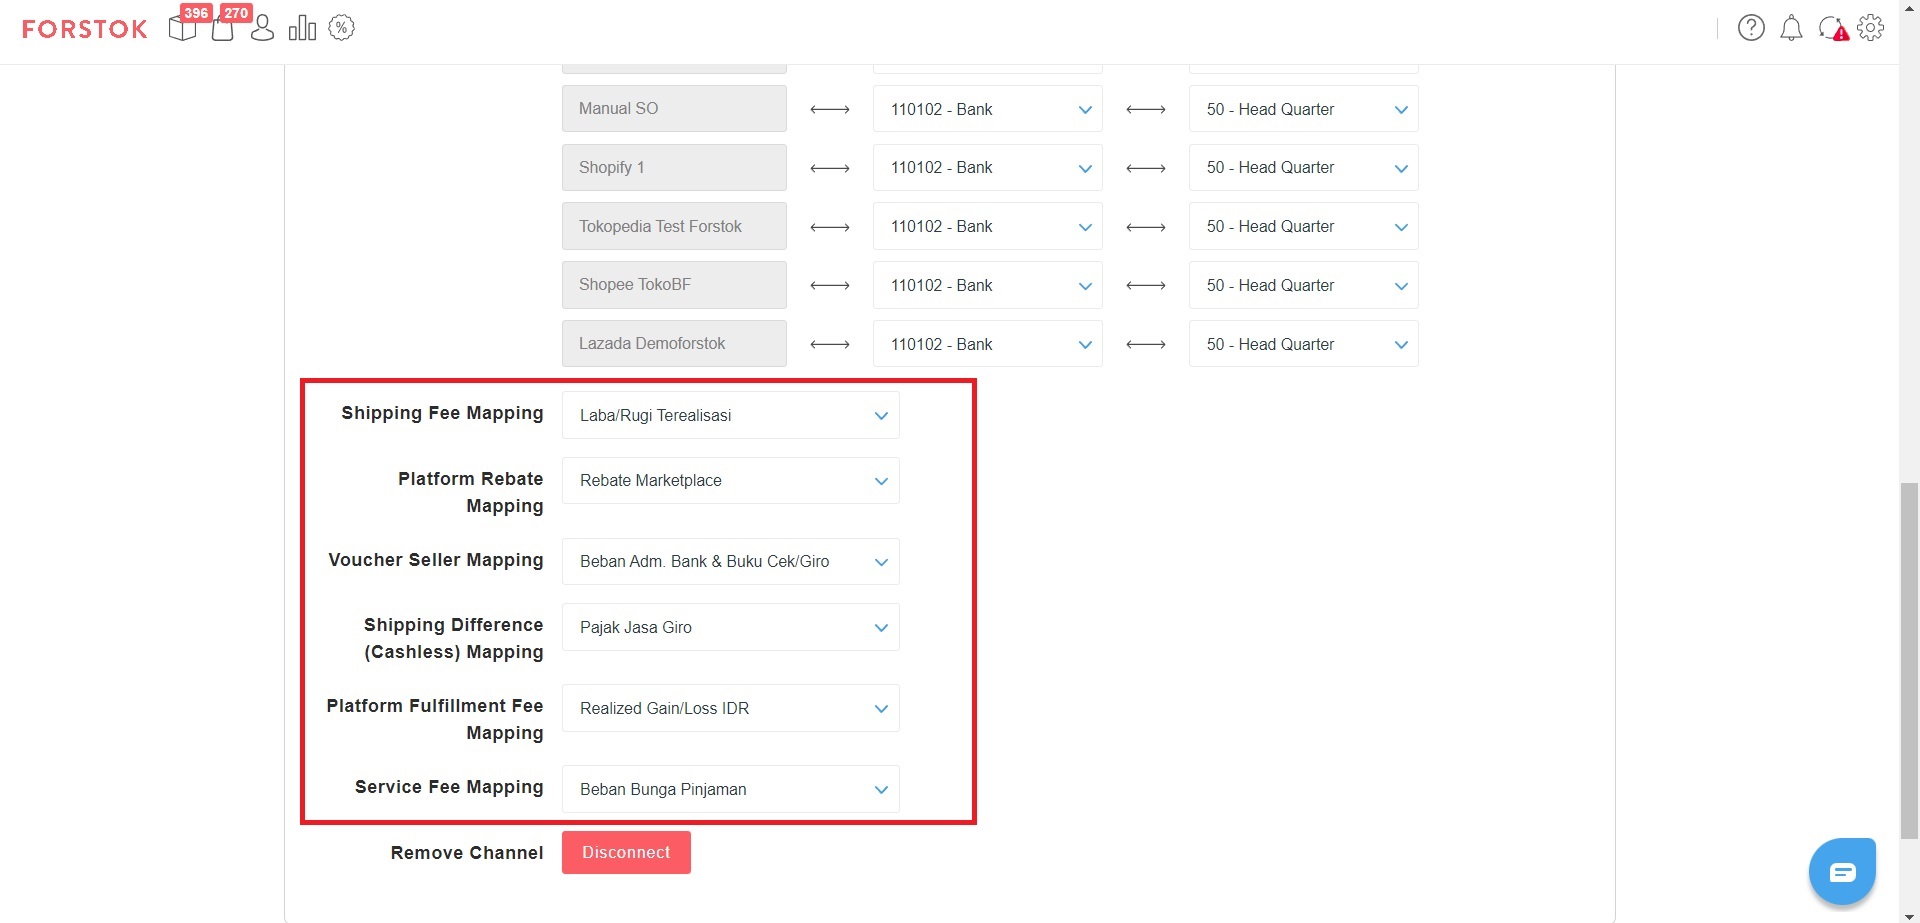 FORSTOK
396
270
%
?
Manual SO
110102 - Bank
50 - Head Quarter
Shopify 1
110102 - Bank
50 - Head Quarter
Tokopedia Test Forstok
110102 - Bank
50 - Head Quarter
Shopee TokoBF
110102 - Bank
50 - Head Quarter
Lazada Demoforstok
110102 - Bank
50 - Head Quarter
Shipping Fee Mapping
Laba/Rugi Terealisasi
Platform Rebate
Mapping
Rebate Marketplace
Voucher Seller Mapping
Beban Adm. Bank & Buku Cek/Giro
Shipping Difference
(Cashless) Mapping
Pajak Jasa Giro
Platform Fulfillment Fee
Mapping
Realized Gain/Loss IDR
Service Fee Mapping
Beban Bunga Pinjaman
Remove Channel
Disconnect